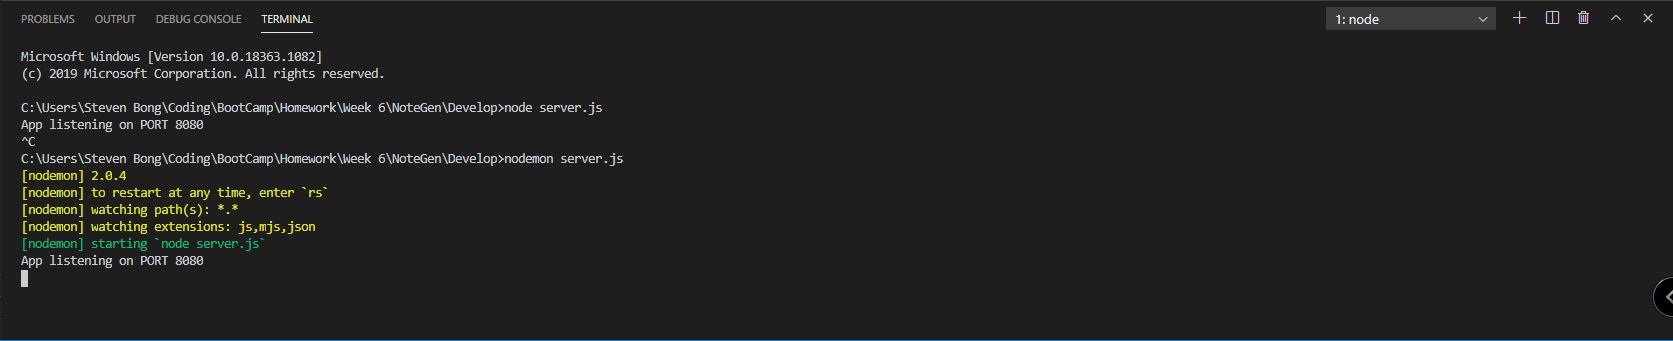 PROBLEMS OUTPUT DEBUG CONSOLE TERMINAL 1: node
Microsoft Windows [Version 10.0.18363.1082]
(c) 2019 Microsoft Corporation. All rights reserved.
C:\Users\Steven Bong\Coding\BootCamp\Homework\Week 6\NoteGen\Develop>node server.js
App listening on PORT 8080
^C
C:\Users\Steven Bong\Coding\BootCamp\Homework\Week 6\NoteGen\Develop>nodemon server.js
[nodemon] 2.0.4
[nodemon] to restart at any time, enter `rs`
[nodemon] watching path(s): *.*
[nodemon] watching extensions: js,mjs,json
[nodemon] starting `node server.js`
App listening on PORT 8080